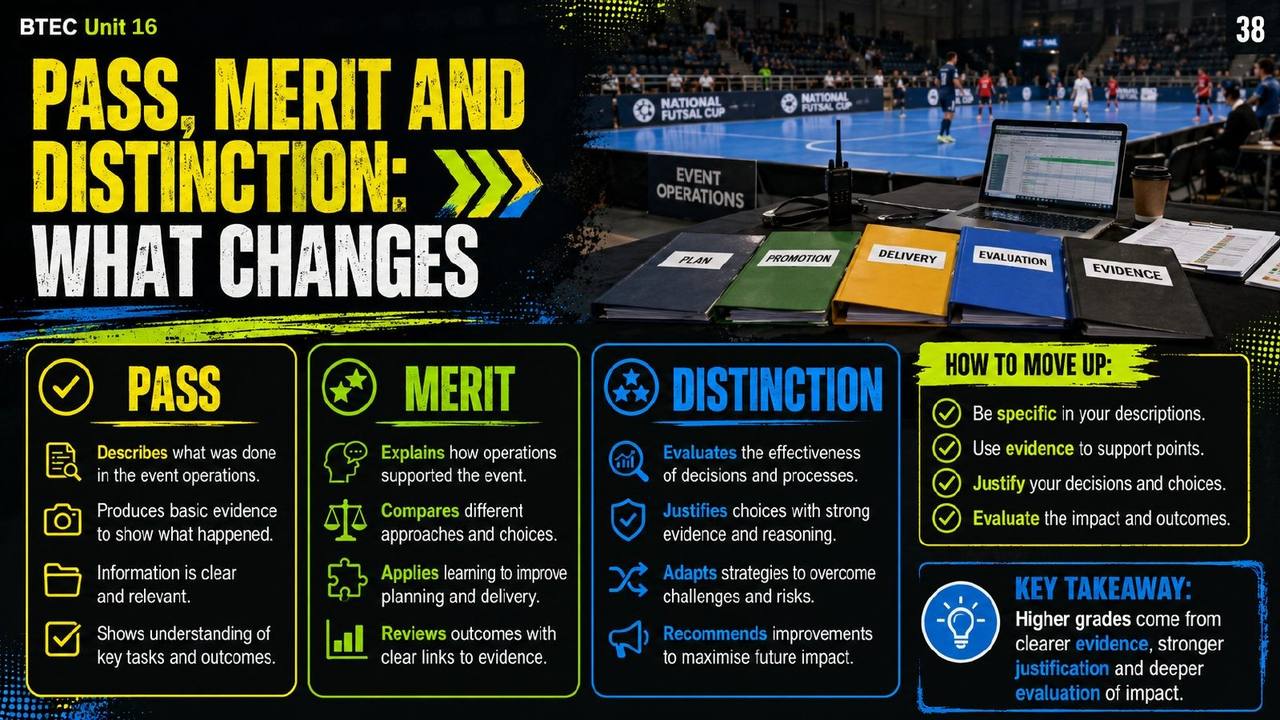 BTEC Unit 16
38
PASS, MERIT AND
DISTINCTION:
WHAT CHANGES
NATIONAL
FUTSAL CUP
NATIONAL
FUTSAL CUP
EVENT
OPERATIONS
PLAN
PROMOTION
DELIVERY
EVALUATION
EVIDENCE
PASS
Describes what was done
in the event operations.
Produces basic evidence
to show what happened.
Information is clear
and relevant.
Shows understanding of
key tasks and outcomes.
MERIT
Explains how operations
supported the event.
Compares different
approaches and choices.
Applies learning to improve
planning and delivery.
Reviews outcomes with
clear links to evidence.
DISTINCTION
Evaluates the effectiveness
of decisions and processes.
Justifies choices with strong
evidence and reasoning.
Adapts strategies to overcome
challenges and risks.
Recommends improvements
to maximise future impact.
HOW TO MOVE UP:
Be specific in your descriptions.
Use evidence to support points.
Justify your decisions and choices.
Evaluate the impact and outcomes.
KEY TAKEAWAY:
Higher grades come from
clearer evidence, stronger
justification and deeper
evaluation of impact.